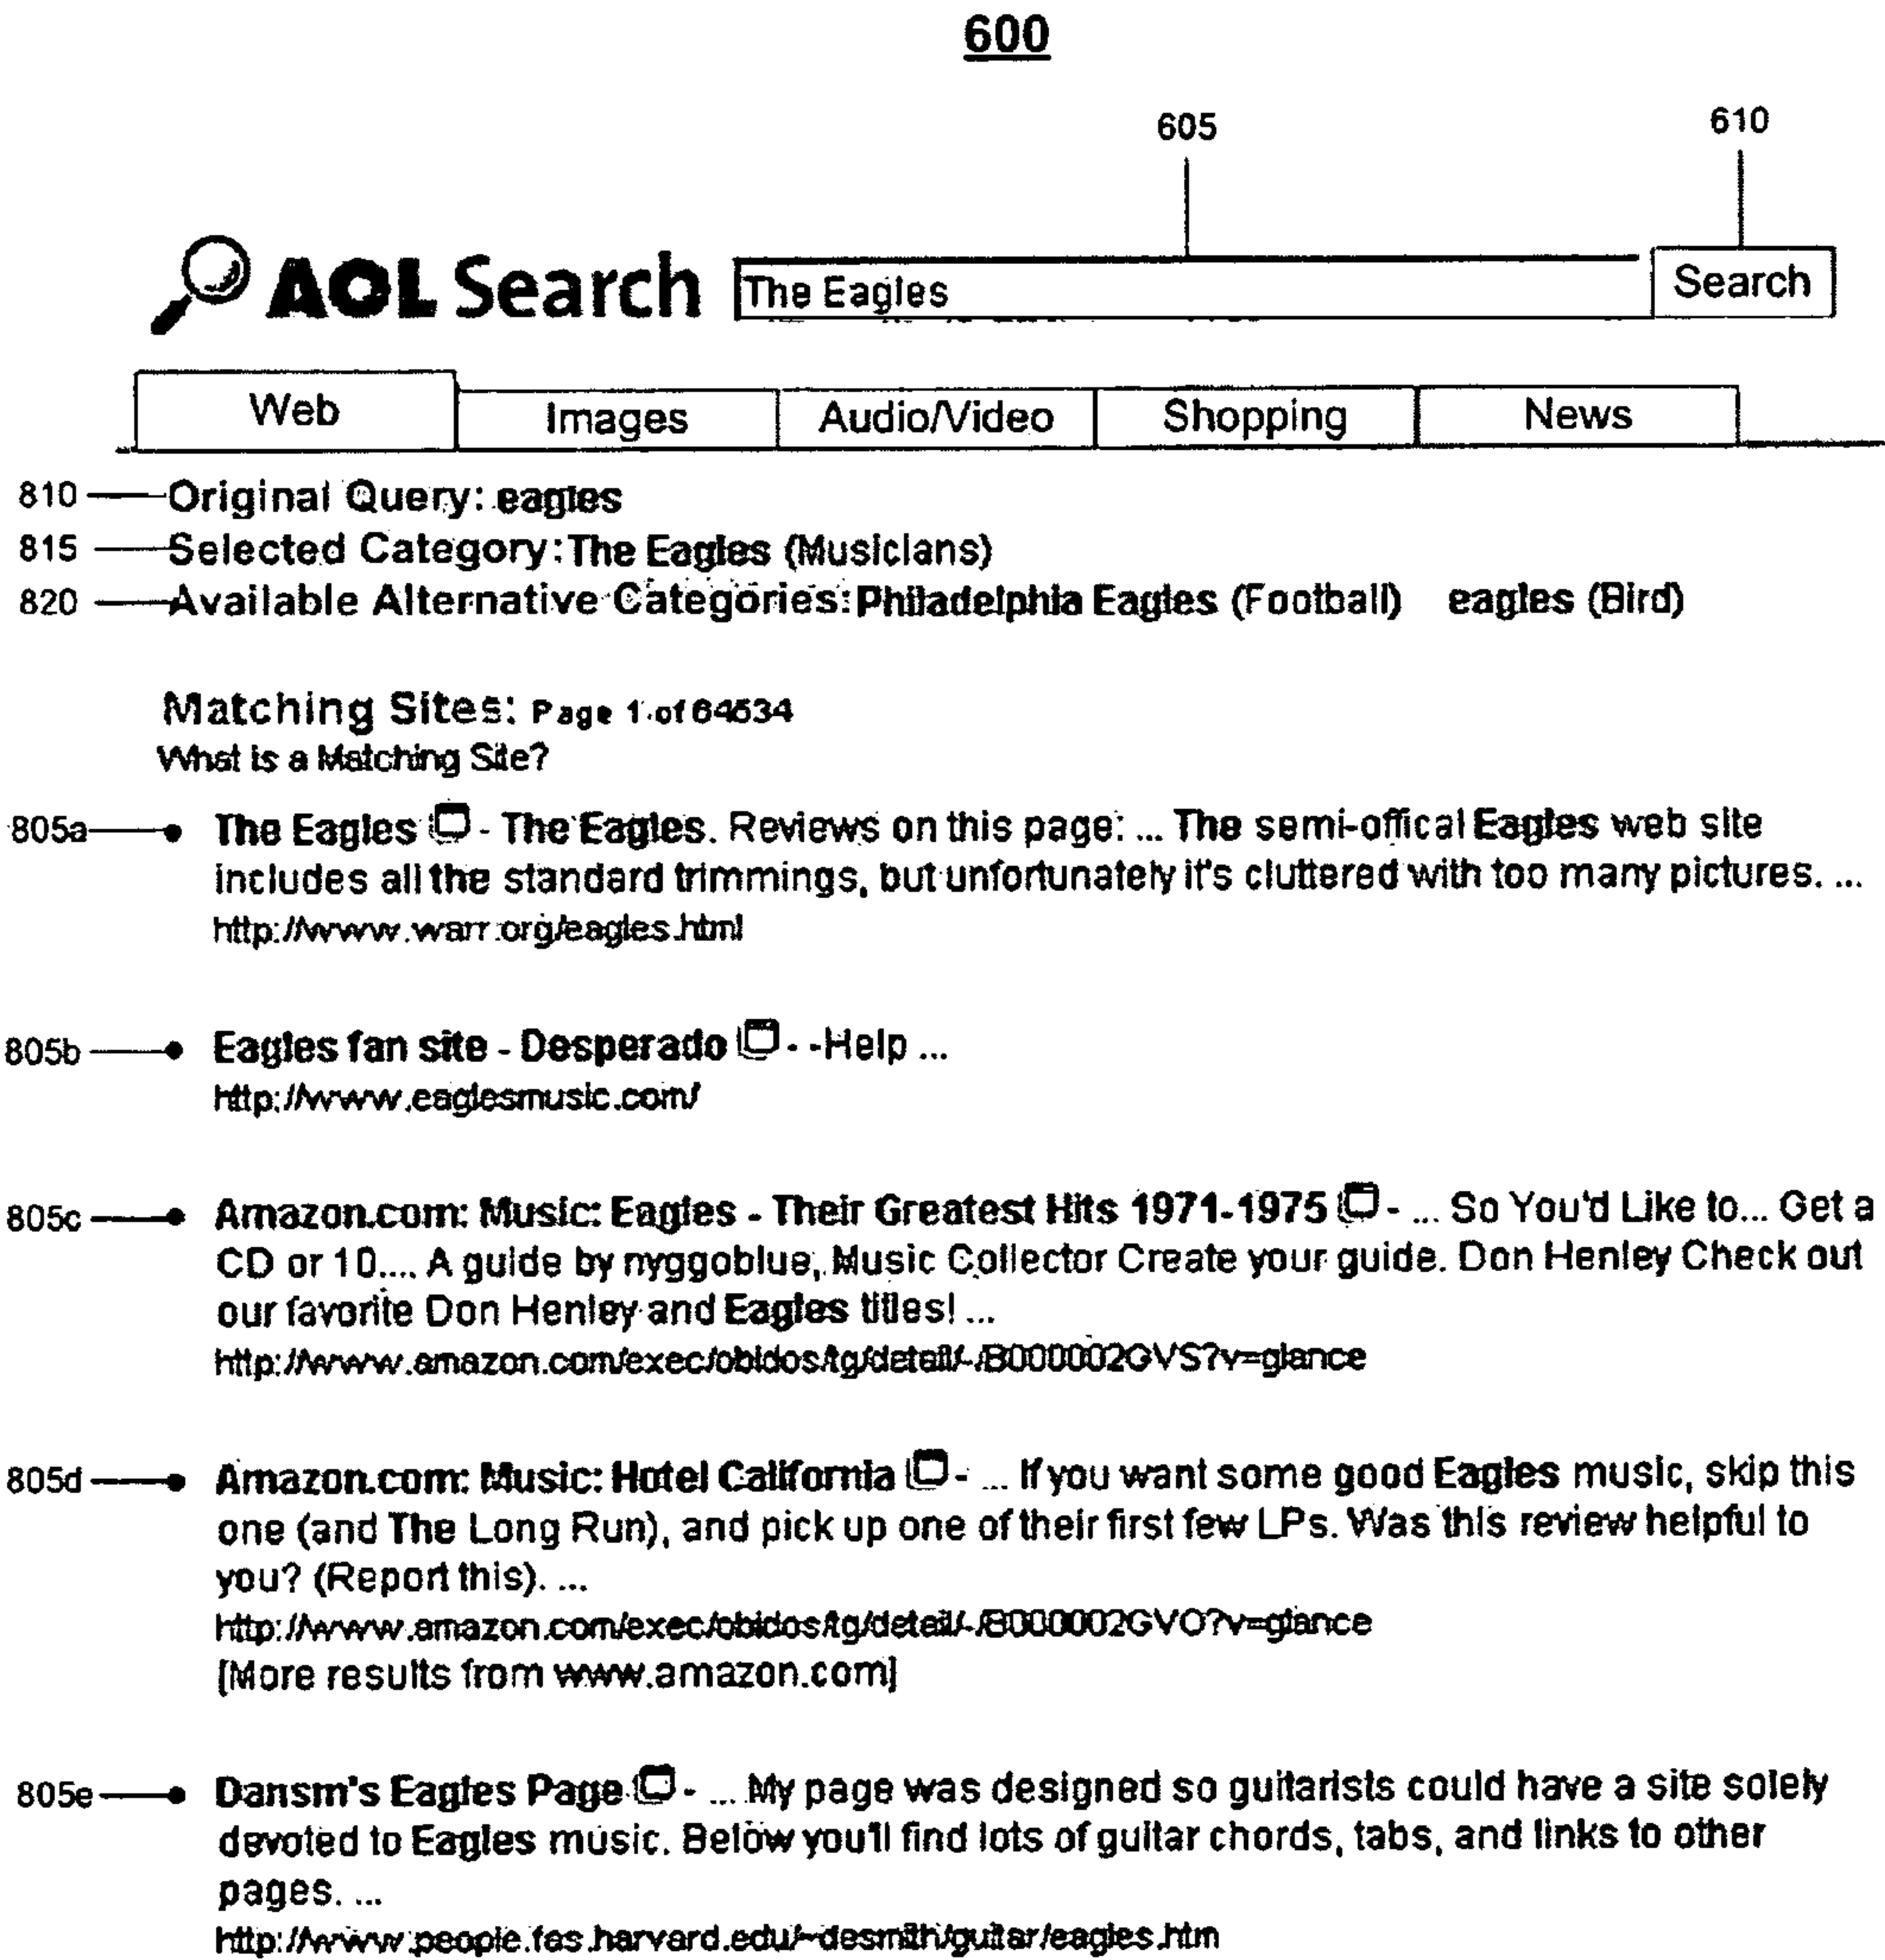 600
605 610
AOL Search The Eagles Search
Web Images Audio/Video Shopping News
810 Original Query: eagles
815 Selected Category: The Eagles (Musicians)
820 Available Alternative Categories: Philadelphia Eagles (Football) eagles (Bird)
Matching Sites: Page 1 of 64534
What is a Matching Site?
805a • The Eagles - The Eagles. Reviews on this page: ... The semi-offical Eagles web site
includes all the standard trimmings, but unfortunately it's cluttered with too many pictures. ...
http://www.warr.org/eagles.html
805b • Eagles fan site - Desperado - -Help ...
http://www.eaglesmusic.com/
805c • Amazon.com: Music: Eagles - Their Greatest Hits 1971-1975 - ... So You'd Like to... Get a
CD or 10.... A guide by nyggoblue, Music Collector Create your guide. Don Henley Check out
our favorite Don Henley and Eagles titles! ...
http://www.amazon.com/exec/obidos/tg/detail/-/B000002GVS?v=glance
805d • Amazon.com: Music: Hotel California - ... If you want some good Eagles music, skip this
one (and The Long Run), and pick up one of their first few LPs. Was this review helpful to
you? (Report this). ...
http://www.amazon.com/exec/obidos/tg/detail/-/B000002GVO?v=glance
[More results from www.amazon.com]
805e • Dansm's Eagles Page - ... My page was designed so guitarists could have a site solely
devoted to Eagles music. Below you'll find lots of guitar chords, tabs, and links to other
pages. ...
http://www.people.fas.harvard.edu/~desmith/guitar/eagles.htm